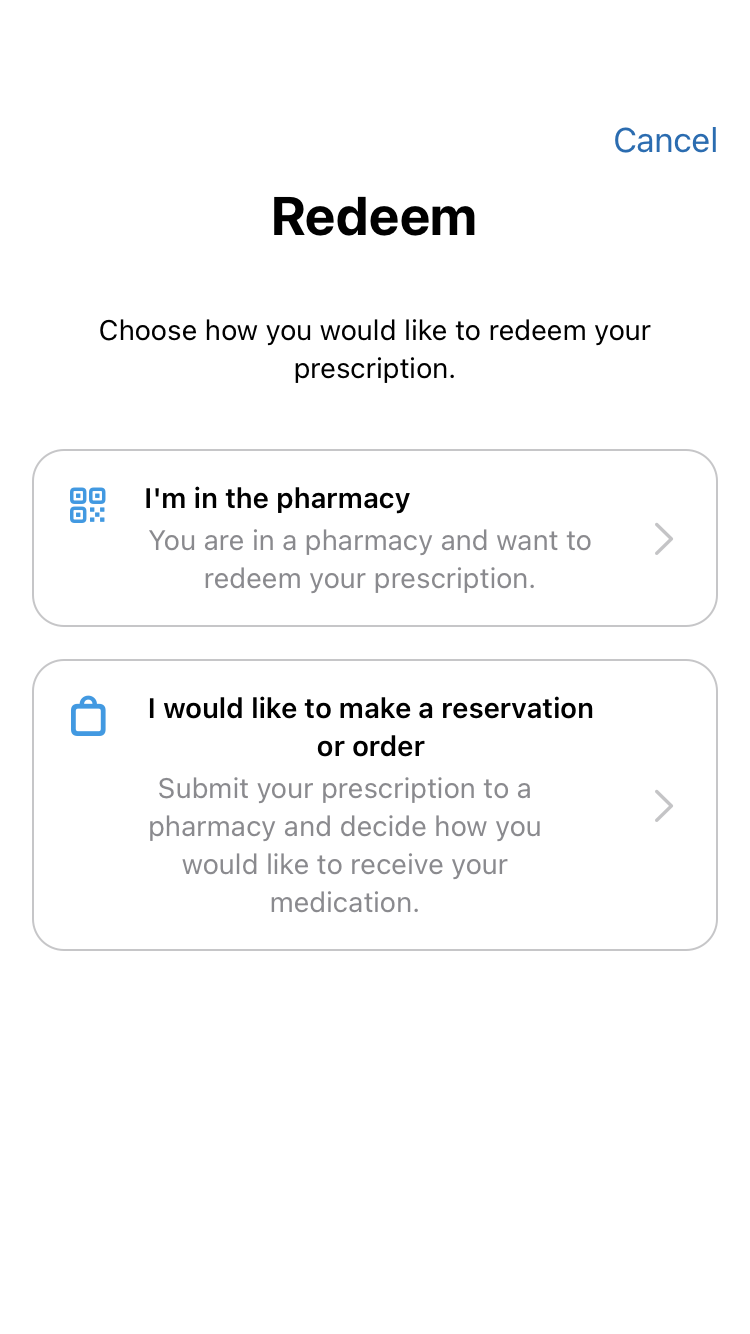 Cancel
Redeem
Choose how you would like to redeem your
prescription.
I'm in the pharmacy
You are in a pharmacy and want to
redeem your prescription.
I would like to make a reservation
or order
Submit your prescription to a
pharmacy and decide how you
would like to receive your
medication.